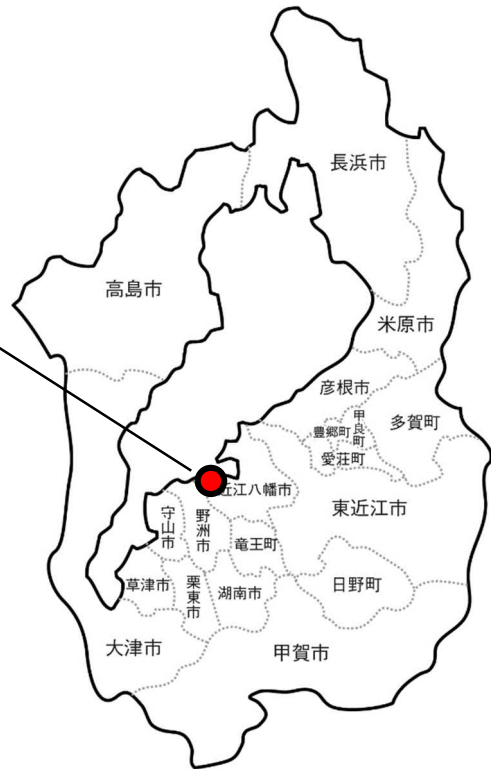 長浜市
高島市
米原市
彦根市
甲良町
豊郷町
多賀町
愛荘町
近江八幡市
東近江市
守山市
野洲市
竜王町
草津市
栗東市
湖南市
日野町
大津市
甲賀市